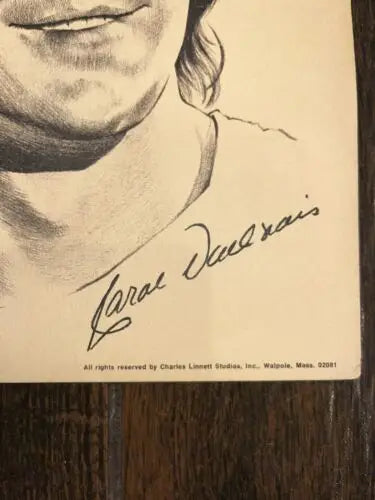 Carol Vadnais
All rights reserved by Charles Linnett Studios, Inc., Walpole, Mass. 02081